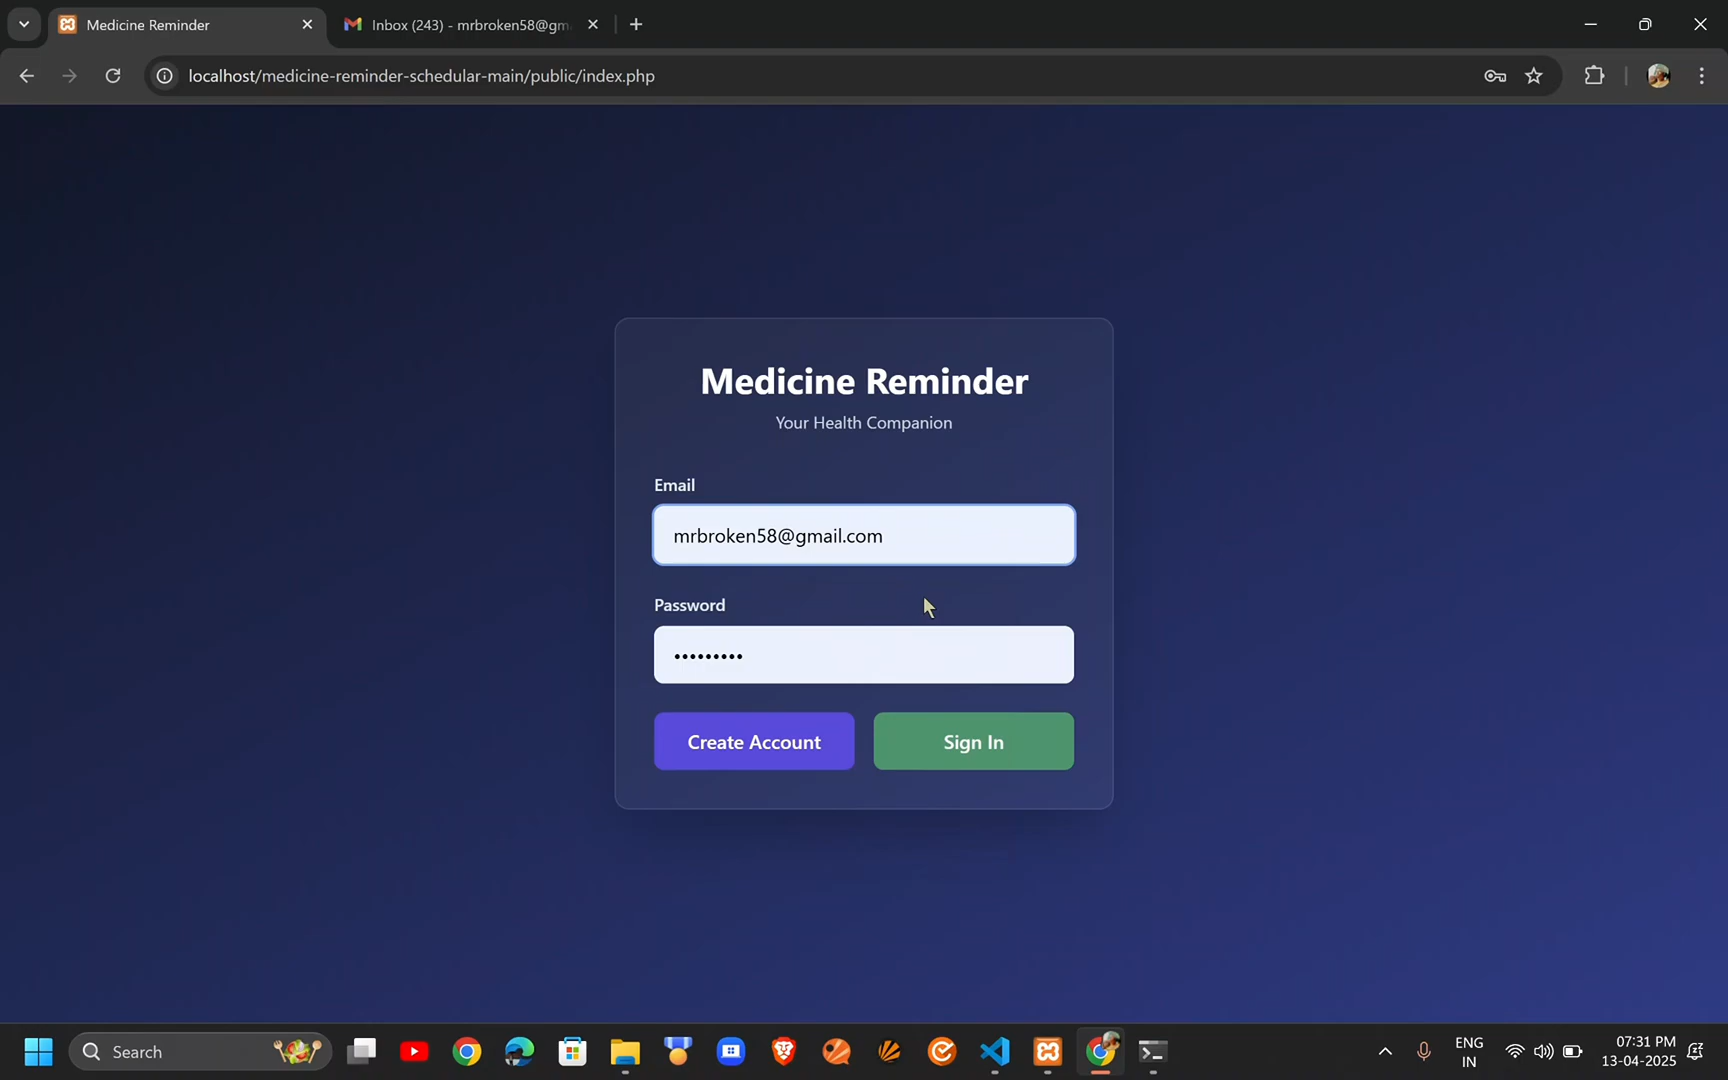 Medicine Reminder
Inbox (243) - mrbroken58@gm
localhost/medicine-reminder-schedular-main/public/index.php
Medicine Reminder
Your Health Companion
Email
mrbroken58@gmail.com
Password
•••••••••
Create Account
Sign In
Search
ENG
IN
07:31 PM
13-04-2025